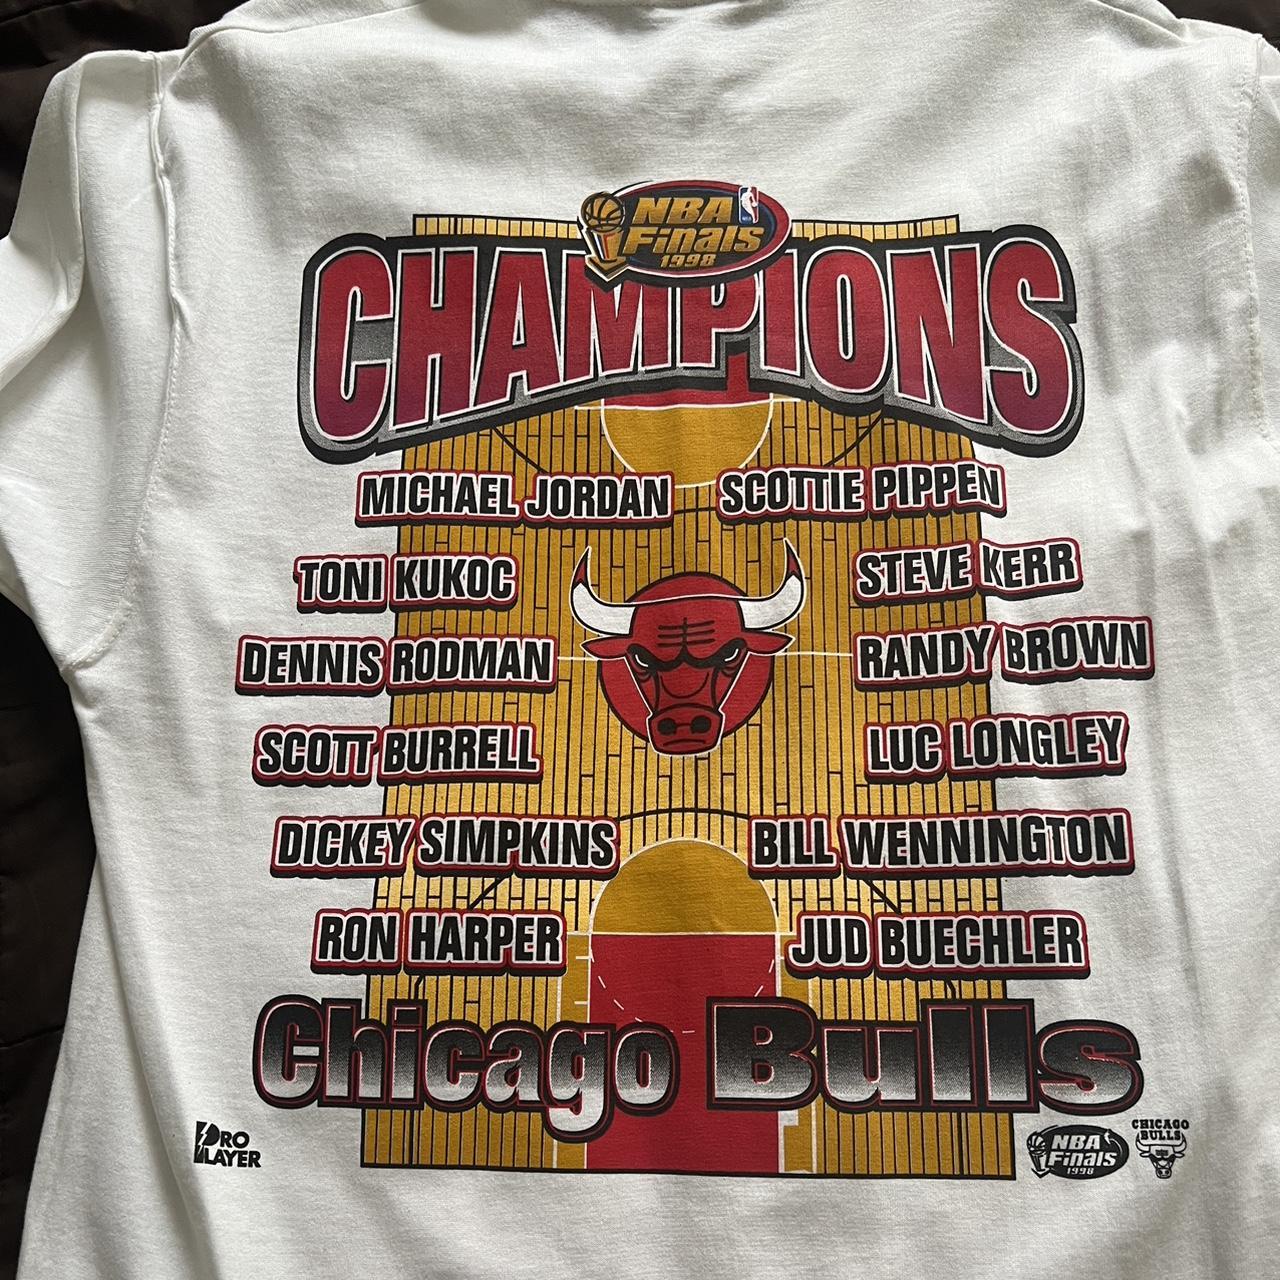 NBA
Finals
1998
CHAMPIONS
MICHAEL JORDAN SCOTTIE PIPPEN
TONI KUKOC STEVE KERR
DENNIS RODMAN RANDY BROWN
SCOTT BURRELL LUC LONGLEY
DICKEY SIMPKINS BILL WENNINGTON
RON HARPER JUD BUECHLER
Chicago Bulls
PRO
PLAYER
NBA
Finals
1998
CHICAGO
BULLS